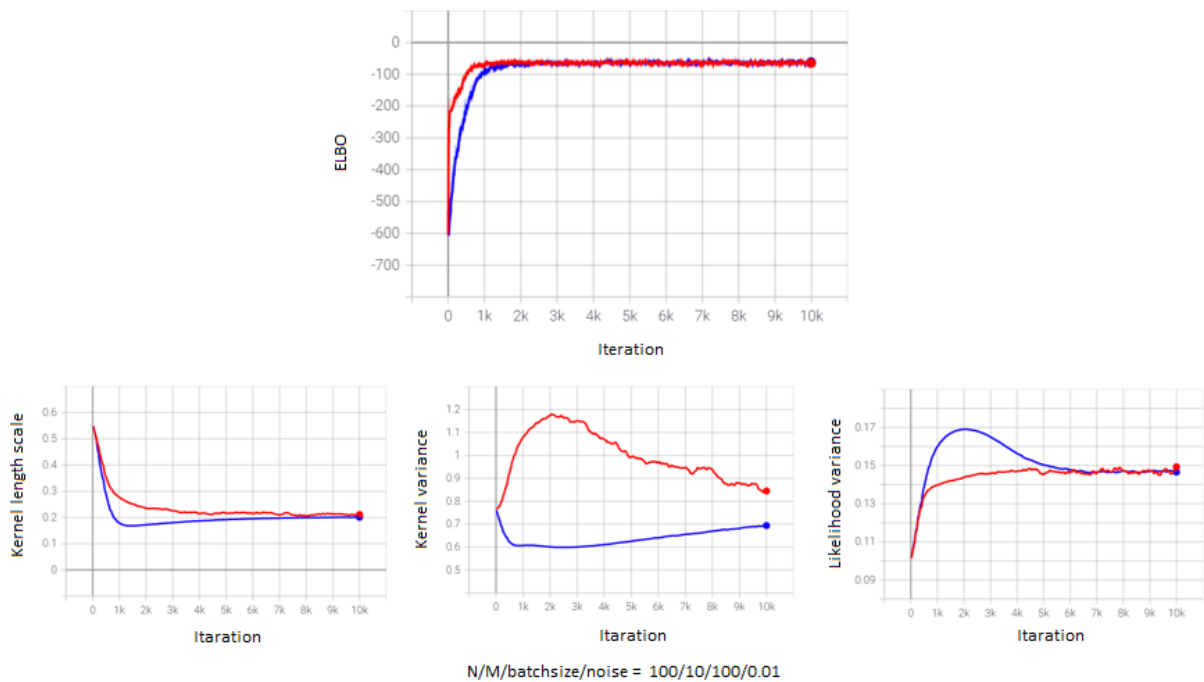 0
-100
-200
-300
-400
-500
-600
-700
ELBO
0 1k 2k 3k 4k 5k 6k 7k 8k 9k 10k
Iteration
0.6
0.5
0.4
0.3
0.2
0.1
0
Kernel length scale
0 1k 2k 3k 4k 5k 6k 7k 8k 9k 10k
Itaration
1.2
1.1
1
0.9
0.8
0.7
0.6
0.5
Kernel variance
0 1k 2k 3k 4k 5k 6k 7k 8k 9k 10k
Itaration
0.17
0.15
0.13
0.11
0.09
Likelihood variance
0 1k 2k 3k 4k 5k 6k 7k 8k 9k 10k
Itaration
N/M/batchsize/noise = 100/10/100/0.01